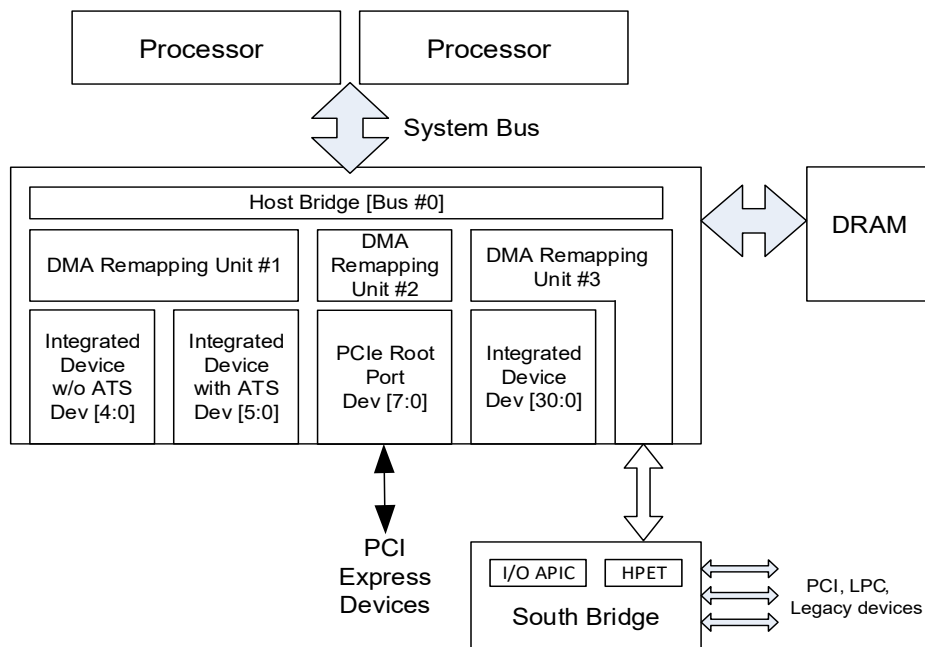 Processor
Processor
System Bus
Host Bridge [Bus #0]
DRAM
DMA Remapping Unit #1
DMA
Remapping
Unit #2
DMA Remapping
Unit #3
Integrated
Device
w/o ATS
Dev [4:0]
Integrated
Device
with ATS
Dev [5:0]
PCIe Root
Port
Dev [7:0]
Integrated
Device
Dev [30:0]
PCI
Express
Devices
I/O APIC
HPET
South Bridge
PCI, LPC,
Legacy devices